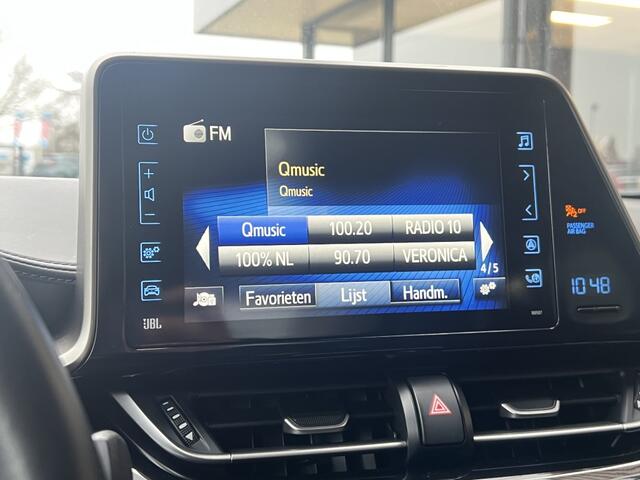 FM
Qmusic
Qmusic
Qmusic 100.20 RADIO 10
100% NL 90.70 VERONICA
4/5
Favorieten Lijst Handm.
JBL
OFF
PASSENGER
AIR BAG
10:48